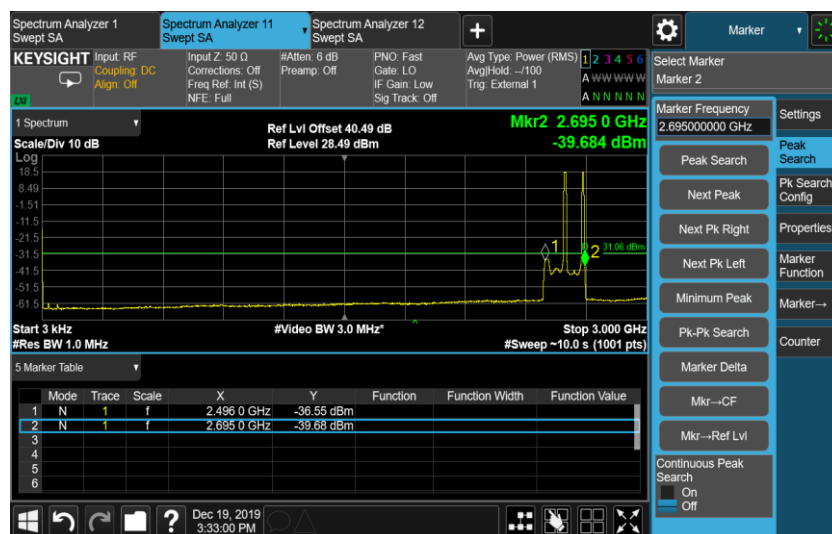 Spectrum Analyzer 1
Swept SA
Spectrum Analyzer 11
Swept SA
Spectrum Analyzer 12
Swept SA
+
Marker
KEYSIGHT
LXI
Input: RF
Coupling: DC
Align: Off
Input Z: 50 Ω
Corrections: Off
Freq Ref: Int (S)
NFE: Full
#Atten: 6 dB
Preamp: Off
PNO: Fast
Gate: LO
IF Gain: Low
Sig Track: Off
Avg Type: Power (RMS)
Avg|Hold: --/100
Trig: External 1
1 2 3 4 5 6
A W W W W W
A N N N N N
Select Marker
Marker 2
1 Spectrum
Scale/Div 10 dB
Ref Lvl Offset 40.49 dB
Ref Level 28.49 dBm
Mkr2 2.695 0 GHz
-39.684 dBm
Log
18.5
8.49
-1.51
-11.5
-21.5
-31.5
-41.5
-51.5
-61.5
1
2
31.06 dBm
Start 3 kHz
#Res BW 1.0 MHz
#Video BW 3.0 MHz*
Stop 3.000 GHz
#Sweep ~10.0 s (1001 pts)
5 Marker Table
Mode Trace Scale X Y Function Function Width Function Value
1 N 1 f 2.496 0 GHz -36.55 dBm
2 N 1 f 2.695 0 GHz -39.68 dBm
3
4
5
6
Marker Frequency
2.695000000 GHz
Peak Search
Next Peak
Next Pk Right
Next Pk Left
Minimum Peak
Pk-Pk Search
Marker Delta
Mkr→CF
Mkr→Ref Lvl
Continuous Peak
Search
On
Off
Settings
Peak
Search
Pk Search
Config
Properties
Marker
Function
Marker→
Counter
?
Dec 19, 2019
3:33:00 PM